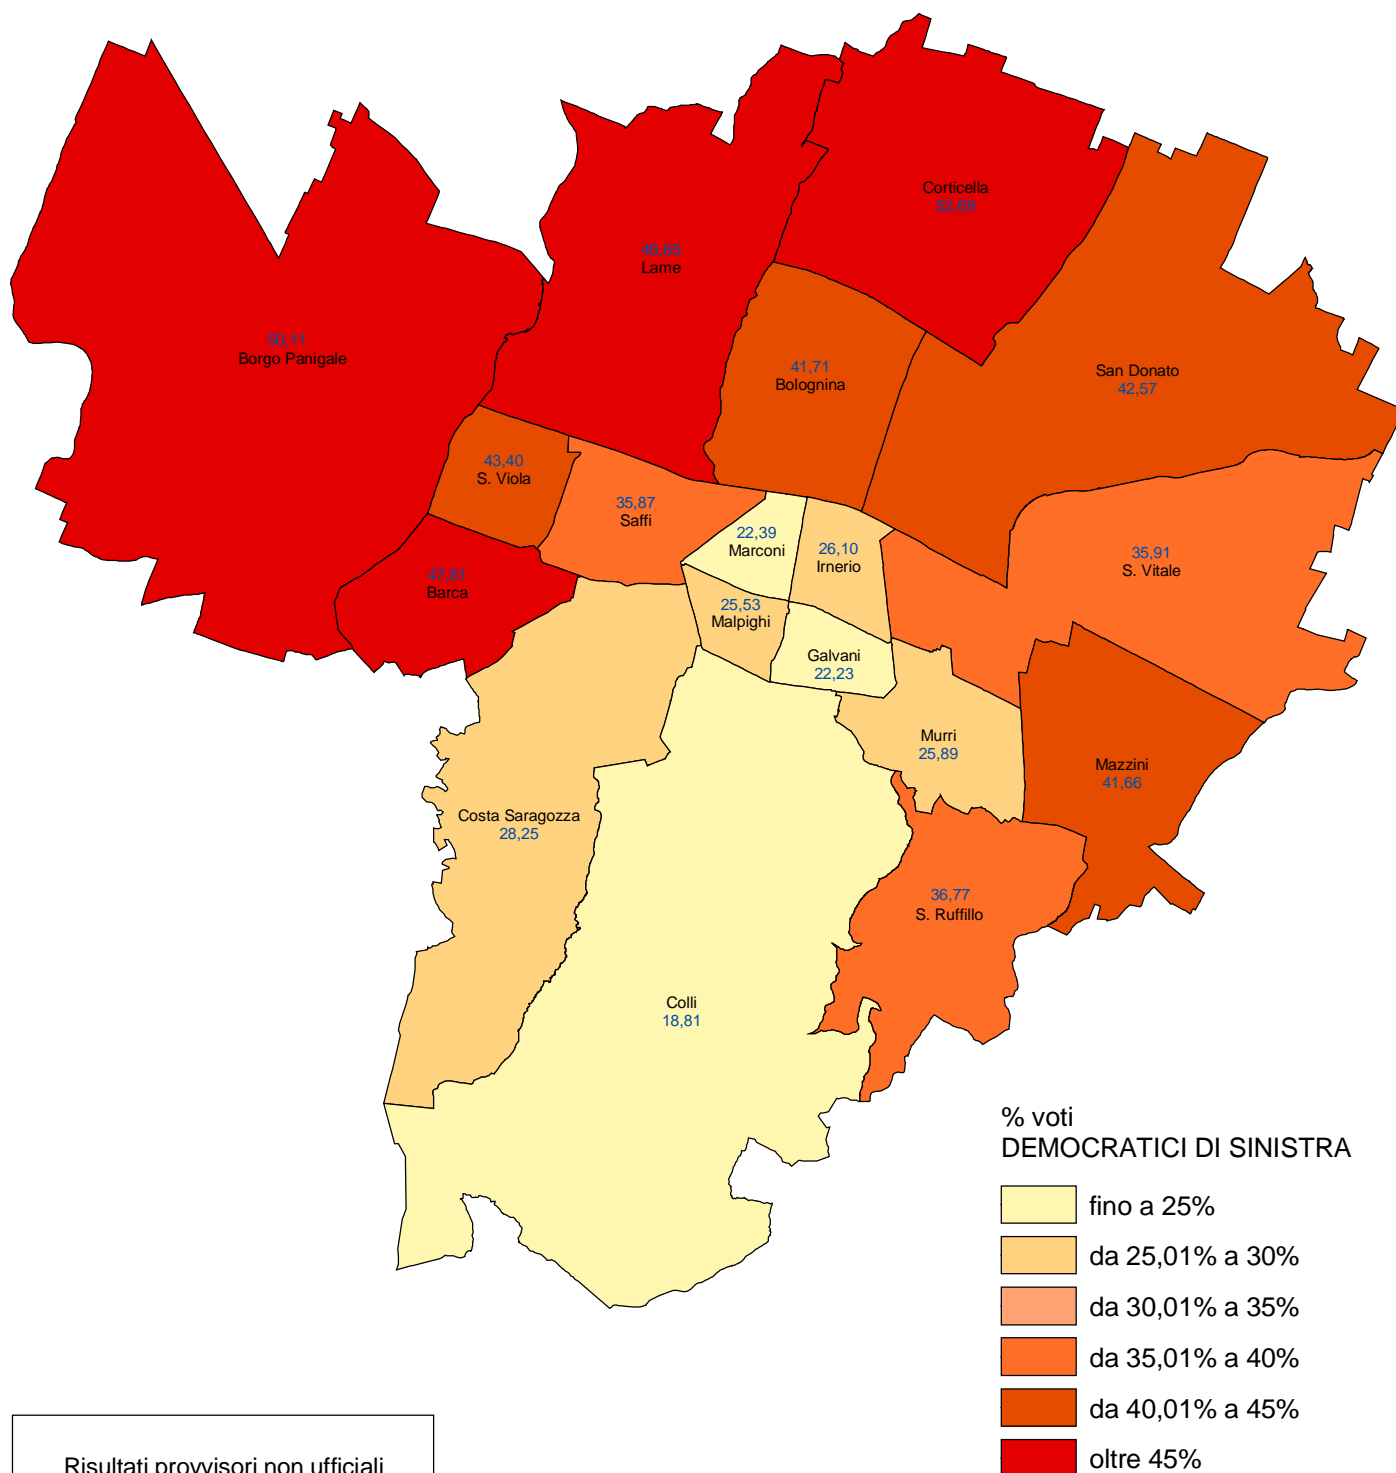 Corticella
52,69
46,65
Lame
50,11
Borgo Panigale
41,71
Bolognina
San Donato
42,57
43,40
S. Viola
35,87
Saffi
22,39
Marconi
26,10
Irnerio
35,91
S. Vitale
47,81
Barca
25,53
Malpighi
Galvani
22,23
Murri
25,89
Mazzini
41,66
Costa Saragozza
28,25
36,77
S. Ruffillo
Colli
18,81
% voti
DEMOCRATICI DI SINISTRA
fino a 25%
da 25,01% a 30%
da 30,01% a 35%
da 35,01% a 40%
da 40,01% a 45%
oltre 45%
Risultati provvisori non ufficiali